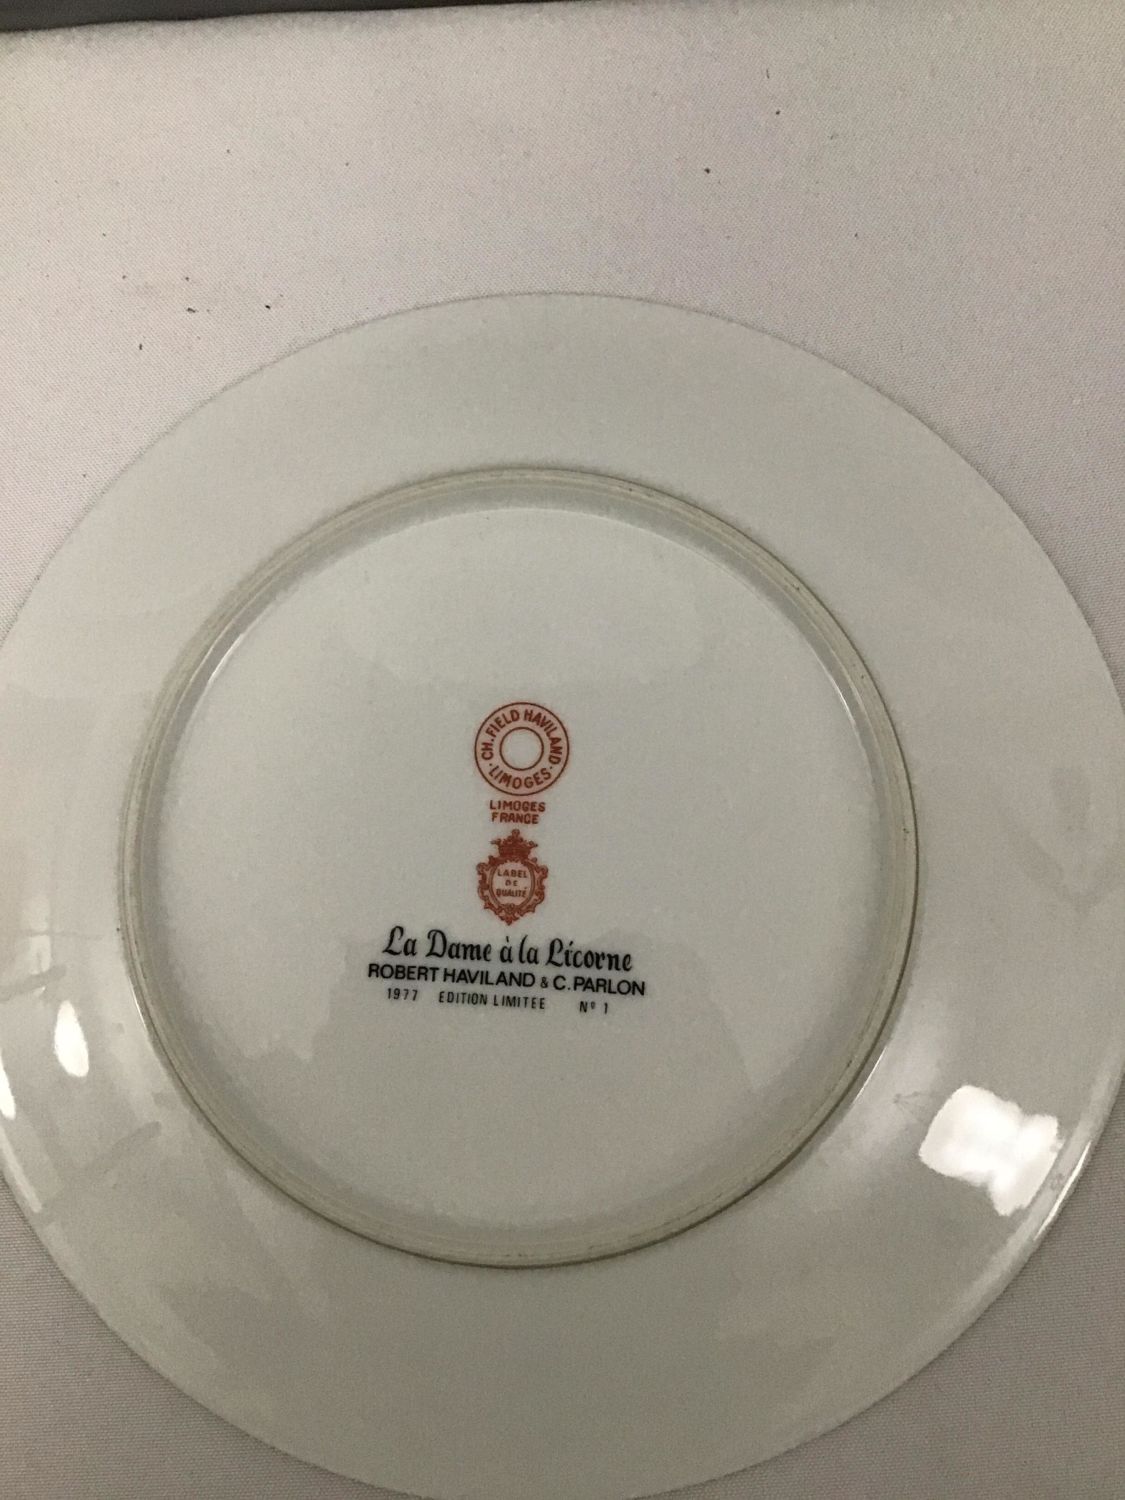 CH. FIELD HAVILAND
· LIMOGES ·
LIMOGES
FRANCE
LABEL
DE
QUALITÉ
La Dame à la Licorne
ROBERT HAVILAND & C. PARLON
1977 EDITION LIMITEE Nº 1